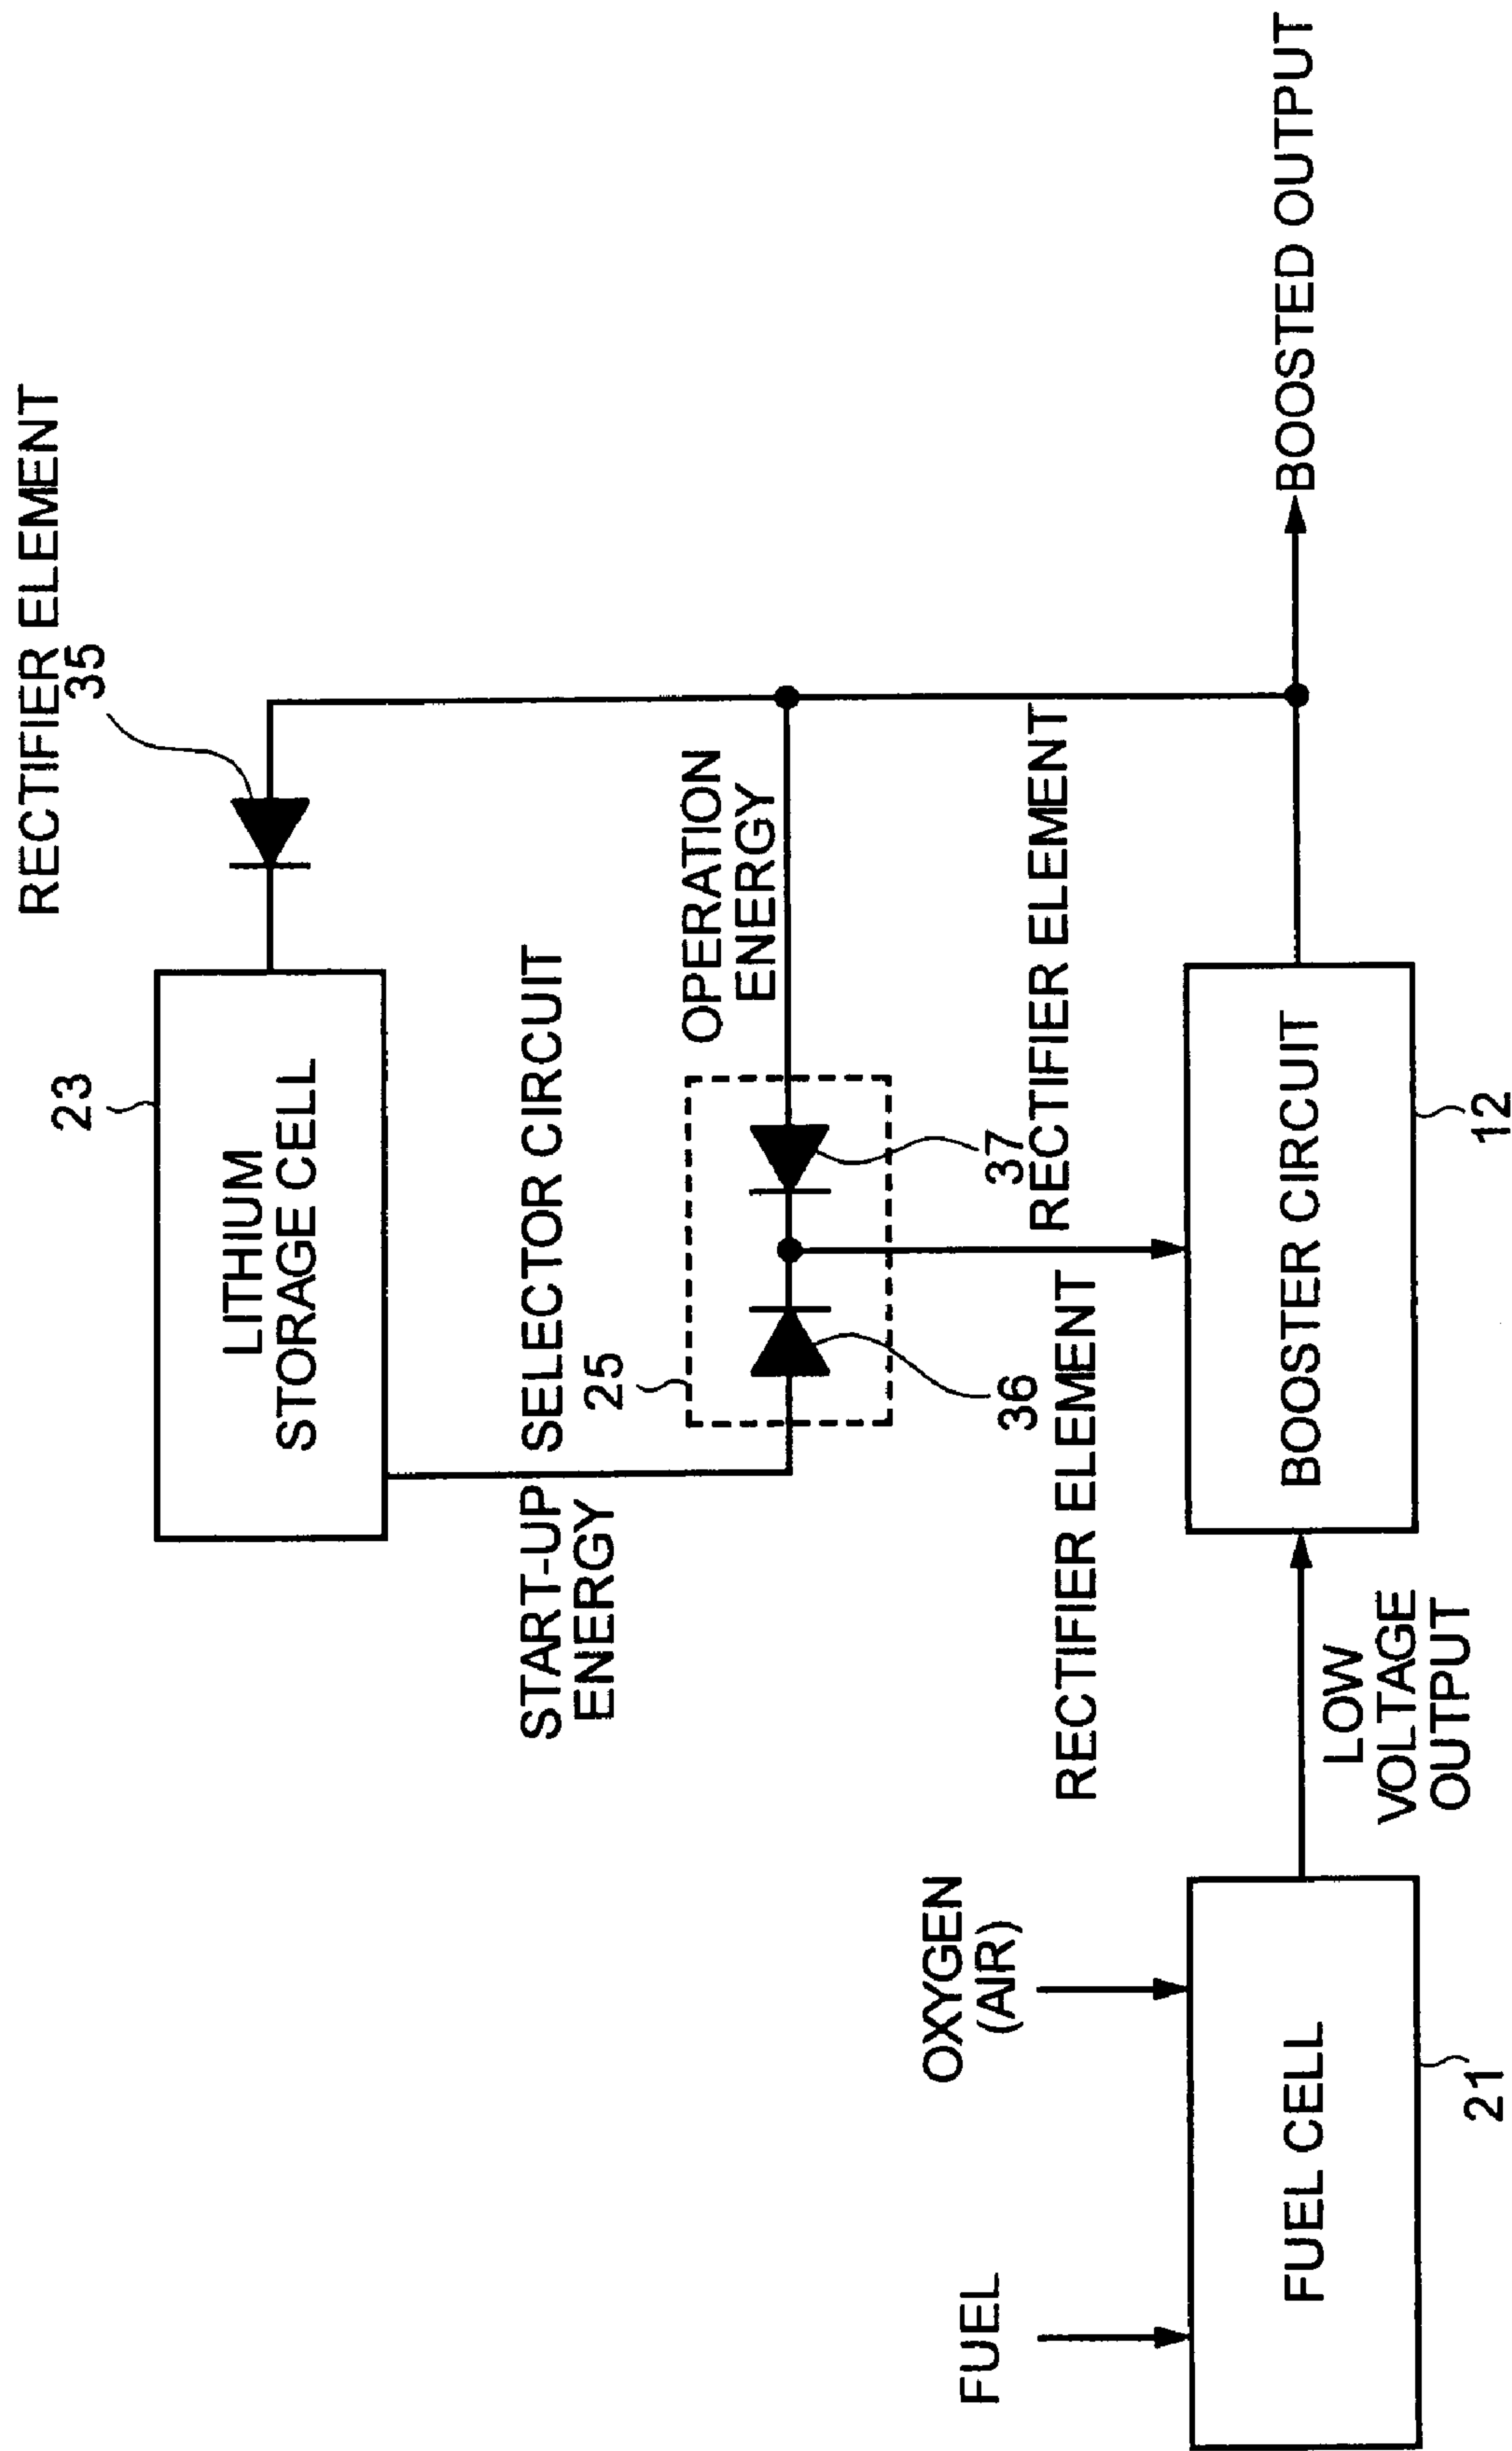 RECTIFIER ELEMENT
35
23
LITHIUM
STORAGE CELL
START-UP
ENERGY
SELECTOR CIRCUIT
25
OPERATION
ENERGY
36
RECTIFIER ELEMENT
37
RECTIFIER ELEMENT
FUEL
OXYGEN
(AIR)
FUEL CELL
21
LOW
VOLTAGE
OUTPUT
BOOSTER CIRCUIT
12
BOOSTED OUTPUT